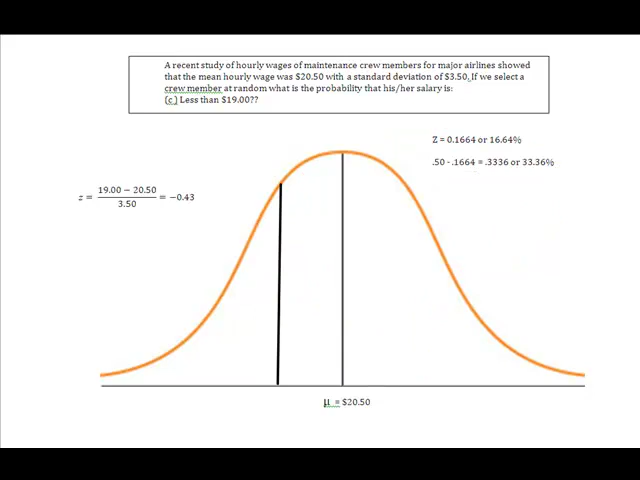 A recent study of hourly wages of maintenance crew members for major airlines showed
that the mean hourly wage was $20.50 with a standard deviation of $3.50. If we select a
crew member at random what is the probability that his/her salary is:
(c) Less than $19.00??
Z = 0.1664 or 16.64%
.50 - .1664 = .3336 or 33.36%
z = 19.00 − 20.50 / 3.50 = −0.43
μ = $20.50